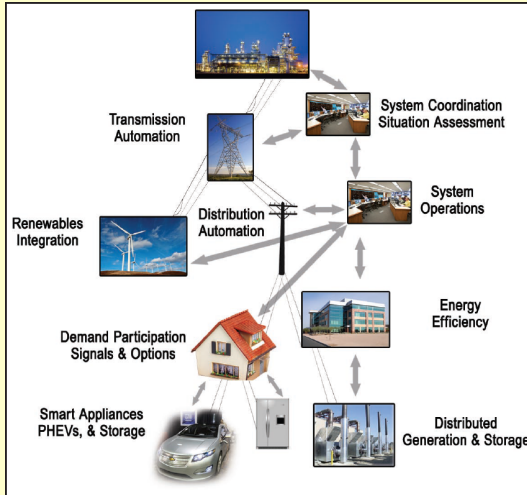 Transmission
Automation
System Coordination
Situation Assessment
Renewables
Integration
Distribution
Automation
System
Operations
Demand Participation
Signals & Options
Energy
Efficiency
Smart Appliances
PHEVs, & Storage
Distributed
Generation & Storage